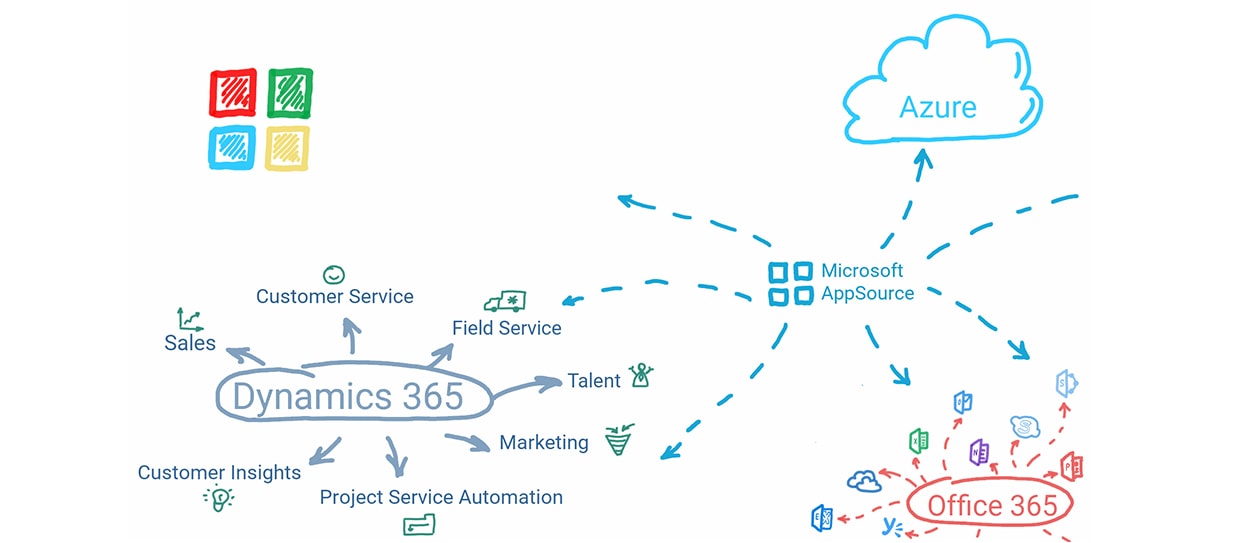 Azure
Microsoft
AppSource
Customer Service
Field Service
Sales
Dynamics 365
Talent
Marketing
Customer Insights
Project Service Automation
Office 365